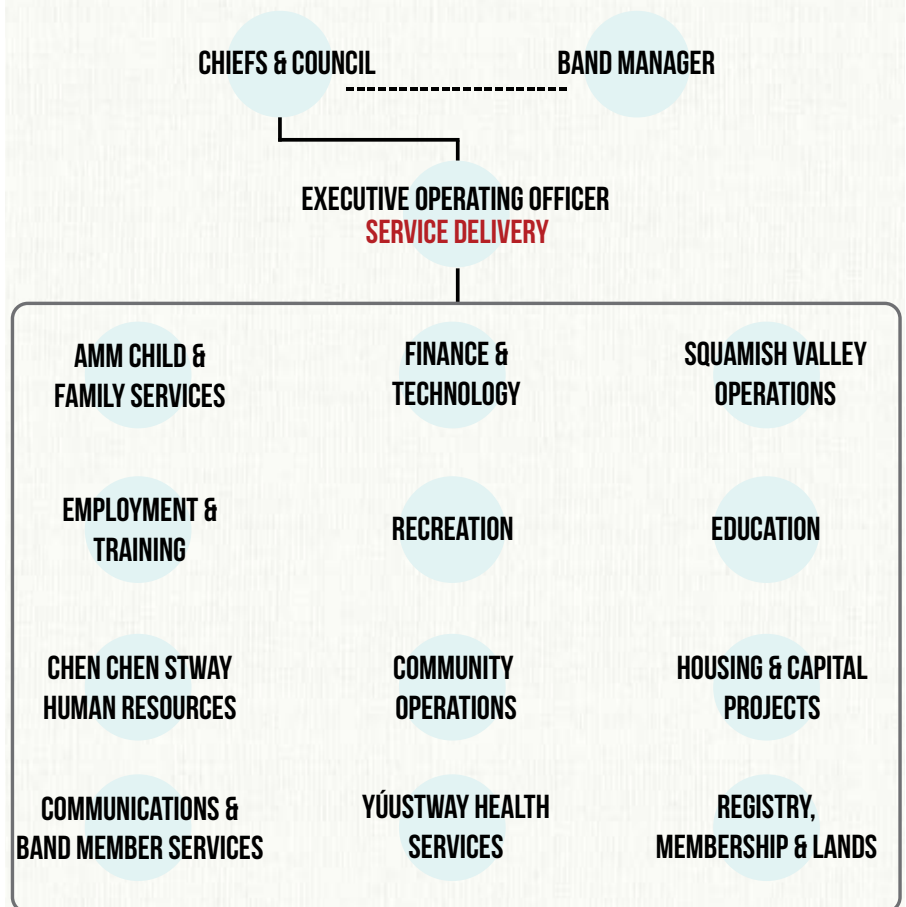 CHIEFS & COUNCIL
BAND MANAGER
EXECUTIVE OPERATING OFFICER
SERVICE DELIVERY
AMM CHILD &
FAMILY SERVICES
FINANCE &
TECHNOLOGY
SQUAMISH VALLEY
OPERATIONS
EMPLOYMENT &
TRAINING
RECREATION
EDUCATION
CHEN CHEN STWAY
HUMAN RESOURCES
COMMUNITY
OPERATIONS
HOUSING & CAPITAL
PROJECTS
COMMUNICATIONS &
BAND MEMBER SERVICES
YÚUSTWAY HEALTH
SERVICES
REGISTRY,
MEMBERSHIP & LANDS